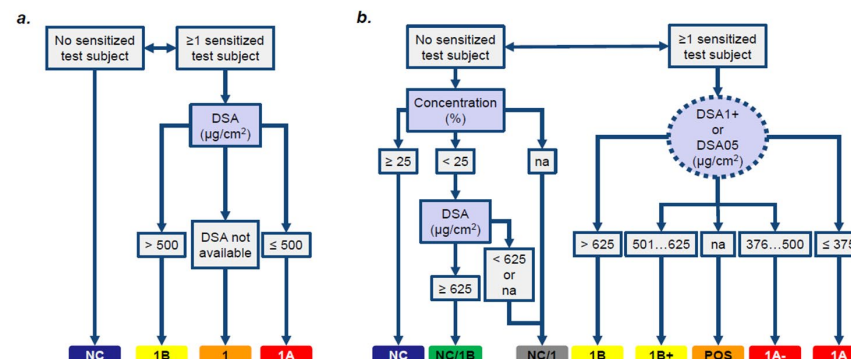 a.
No sensitized
test subject
≥1 sensitized
test subject
DSA
(µg/cm²)
> 500
DSA not
available
≤ 500
NC
1B
1
1A
b.
No sensitized
test subject
≥1 sensitized
test subject
Concentration
(%)
≥ 25
< 25
na
DSA
(µg/cm²)
≥ 625
< 625
or
na
DSA1+
or
DSA05
(µg/cm²)
> 625
501...625
na
376...500
≤ 375
NC
NC/1B
NC/1
1B
1B+
POS
1A-
1A